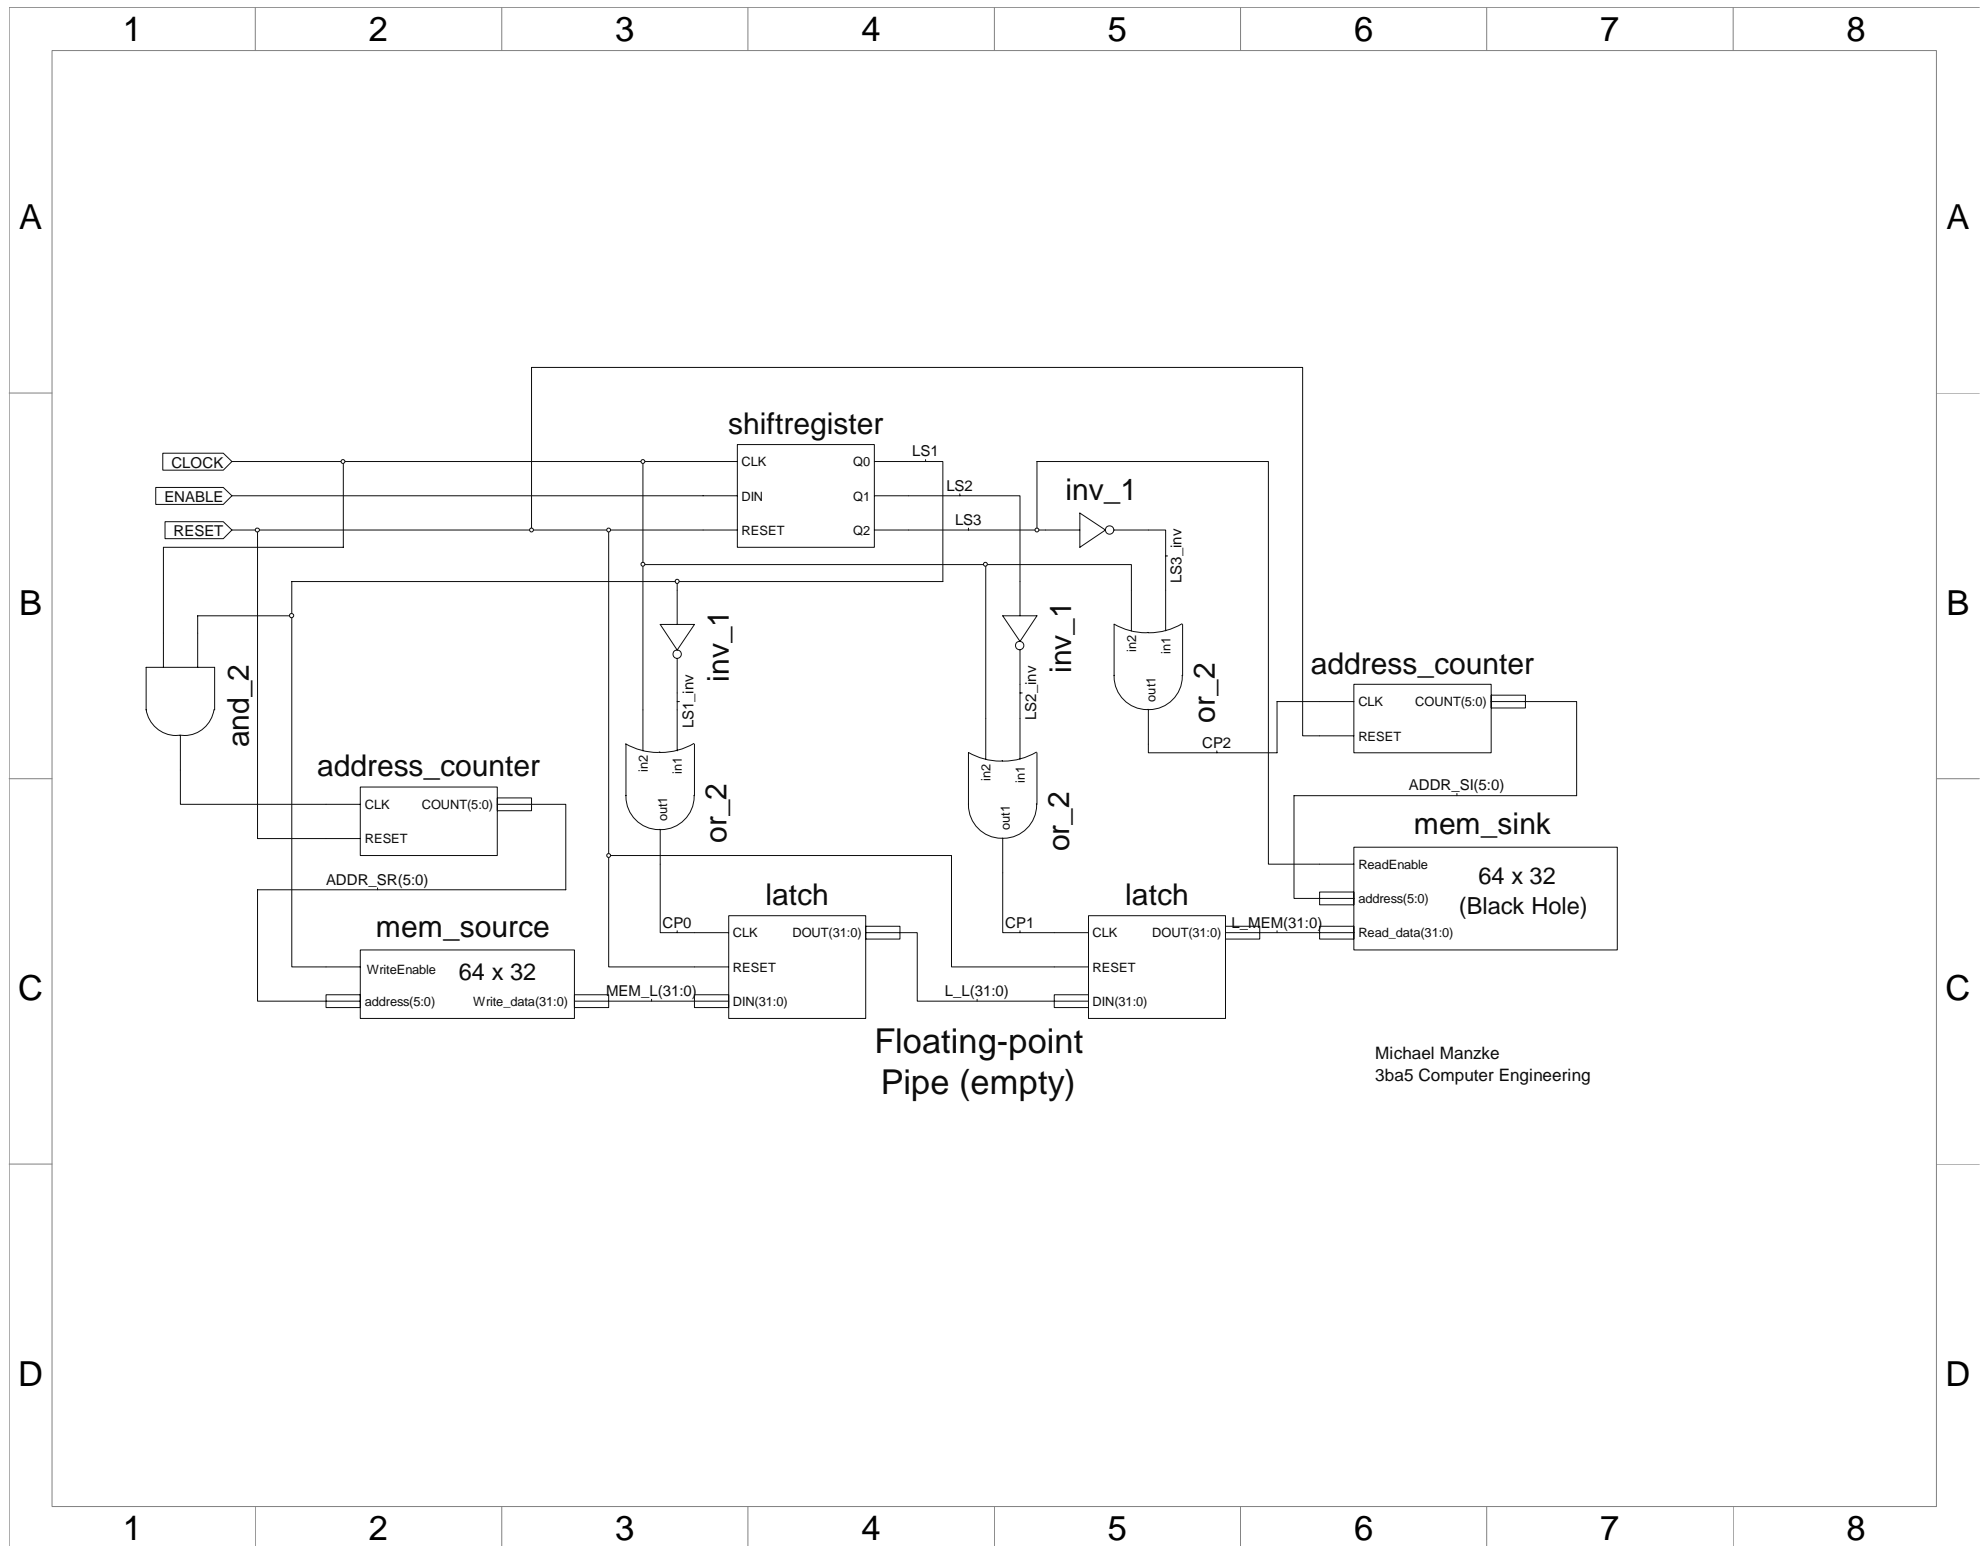 1 2 3 4 5 6 7 8
A A
shiftregister
CLOCK
CLK Q0
LS1
ENABLE
DIN Q1
LS2
inv_1
RESET
RESET Q2
LS3
LS3_inv
B B
inv_1
inv_1
in2 in1
out1
or_2
and_2
LS1_inv
LS2_inv
address_counter
CLK COUNT(5:0)
RESET
CP2
in2 in1
out1
or_2
in2 in1
out1
or_2
address_counter
CLK COUNT(5:0)
RESET
ADDR_SI(5:0)
mem_sink
ReadEnable
64 x 32
address(5:0)
(Black Hole)
Read_data(31:0)
ADDR_SR(5:0)
mem_source
WriteEnable 64 x 32
address(5:0) Write_data(31:0)
MEM_L(31:0)
CP0
latch
CLK DOUT(31:0)
RESET
DIN(31:0)
L_L(31:0)
CP1
latch
CLK DOUT(31:0)
RESET
DIN(31:0)
L_MEM(31:0)
C C
Floating-point
Pipe (empty)
Michael Manzke
3ba5 Computer Engineering
D D
1 2 3 4 5 6 7 8